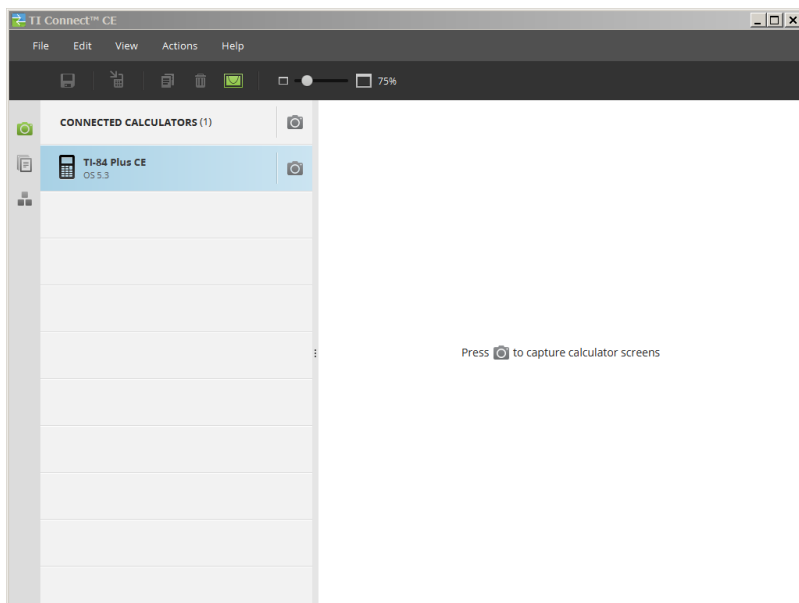 TI Connect™ CE
File Edit View Actions Help
75%
CONNECTED CALCULATORS (1)
TI-84 Plus CE
OS 5.3
Press to capture calculator screens